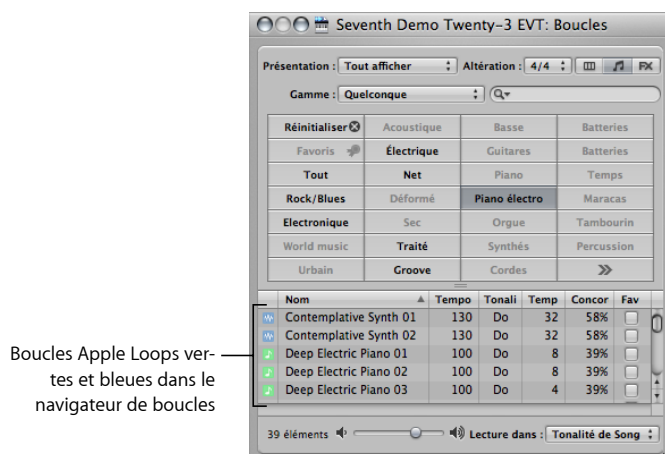 Seventh Demo Twenty-3 EVT: Boucles
Présentation : Tout afficher Altération : 4/4 FX
Gamme : Quelconque
Réinitialiser Acoustique Basse Batteries
Favoris Électrique Guitares Batteries
Tout Net Piano Temps
Rock/Blues Déformé Piano électro Maracas
Electronique Sec Orgue Tambourin
World music Traité Synthés Percussion
Urbain Groove Cordes
Nom Tempo Tonali Temp Concor Fav
Contemplative Synth 01 130 Do 32 58%
Contemplative Synth 02 130 Do 32 58%
Deep Electric Piano 01 100 Do 8 39%
Deep Electric Piano 02 100 Do 8 39%
Deep Electric Piano 03 100 Do 4 39%
Boucles Apple Loops ver-
tes et bleues dans le
navigateur de boucles
39 éléments Lecture dans : Tonalité de Song